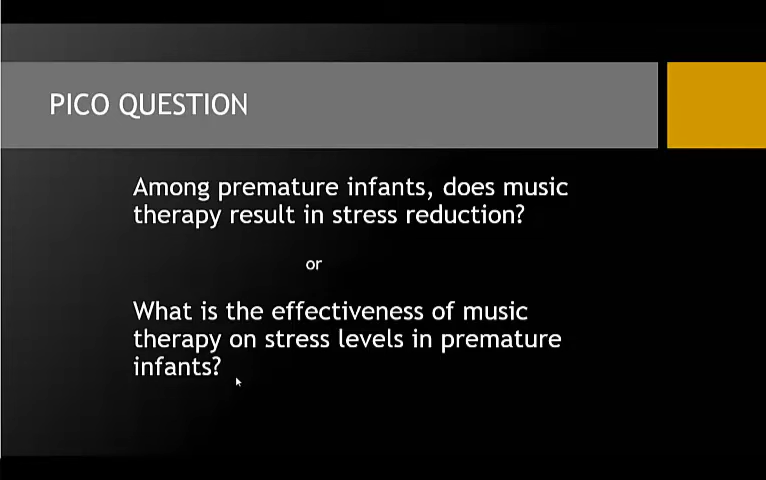 PICO QUESTION
Among premature infants, does music
therapy result in stress reduction?
or
What is the effectiveness of music
therapy on stress levels in premature
infants?